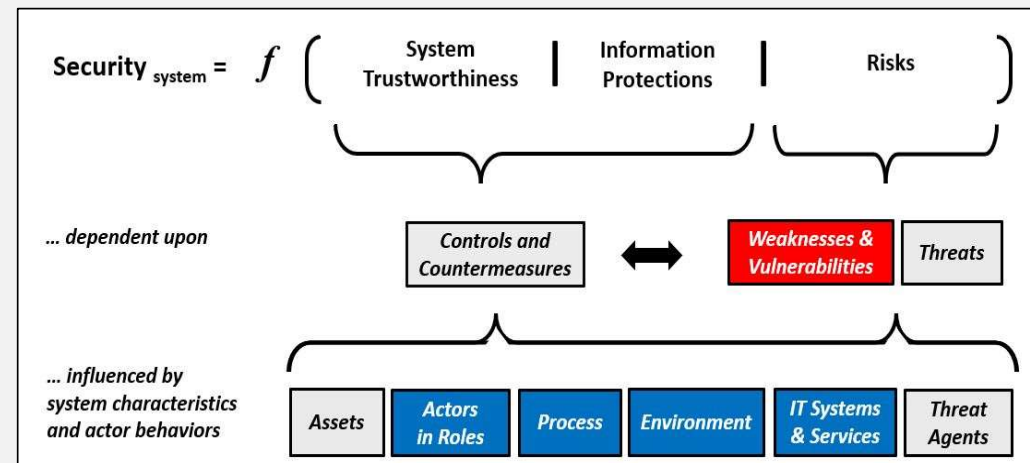 Security system = f ( System Trustworthiness | Information Protections | Risks )
... dependent upon
Controls and Countermeasures
Weaknesses & Vulnerabilities
Threats
... influenced by
system characteristics
and actor behaviors
Assets
Actors in Roles
Process
Environment
IT Systems & Services
Threat Agents